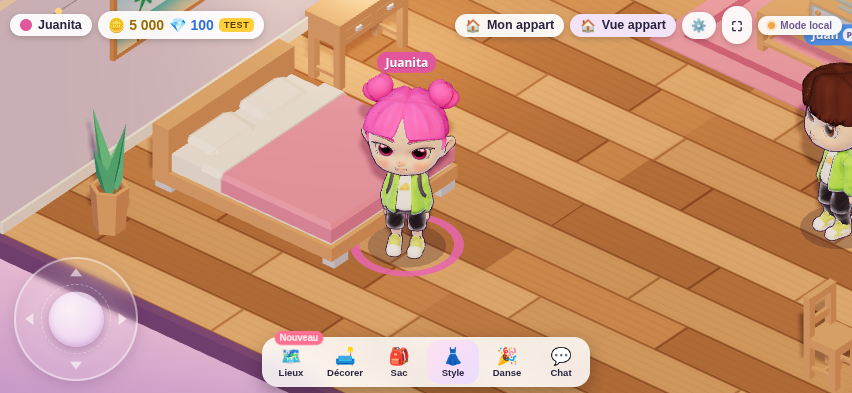 Juanita
5 000
100
TEST
Mon appart
Vue appart
Mode local
Juan
P
Juanita
Nouveau
Lieux
Décorer
Sac
Style
Danse
Chat